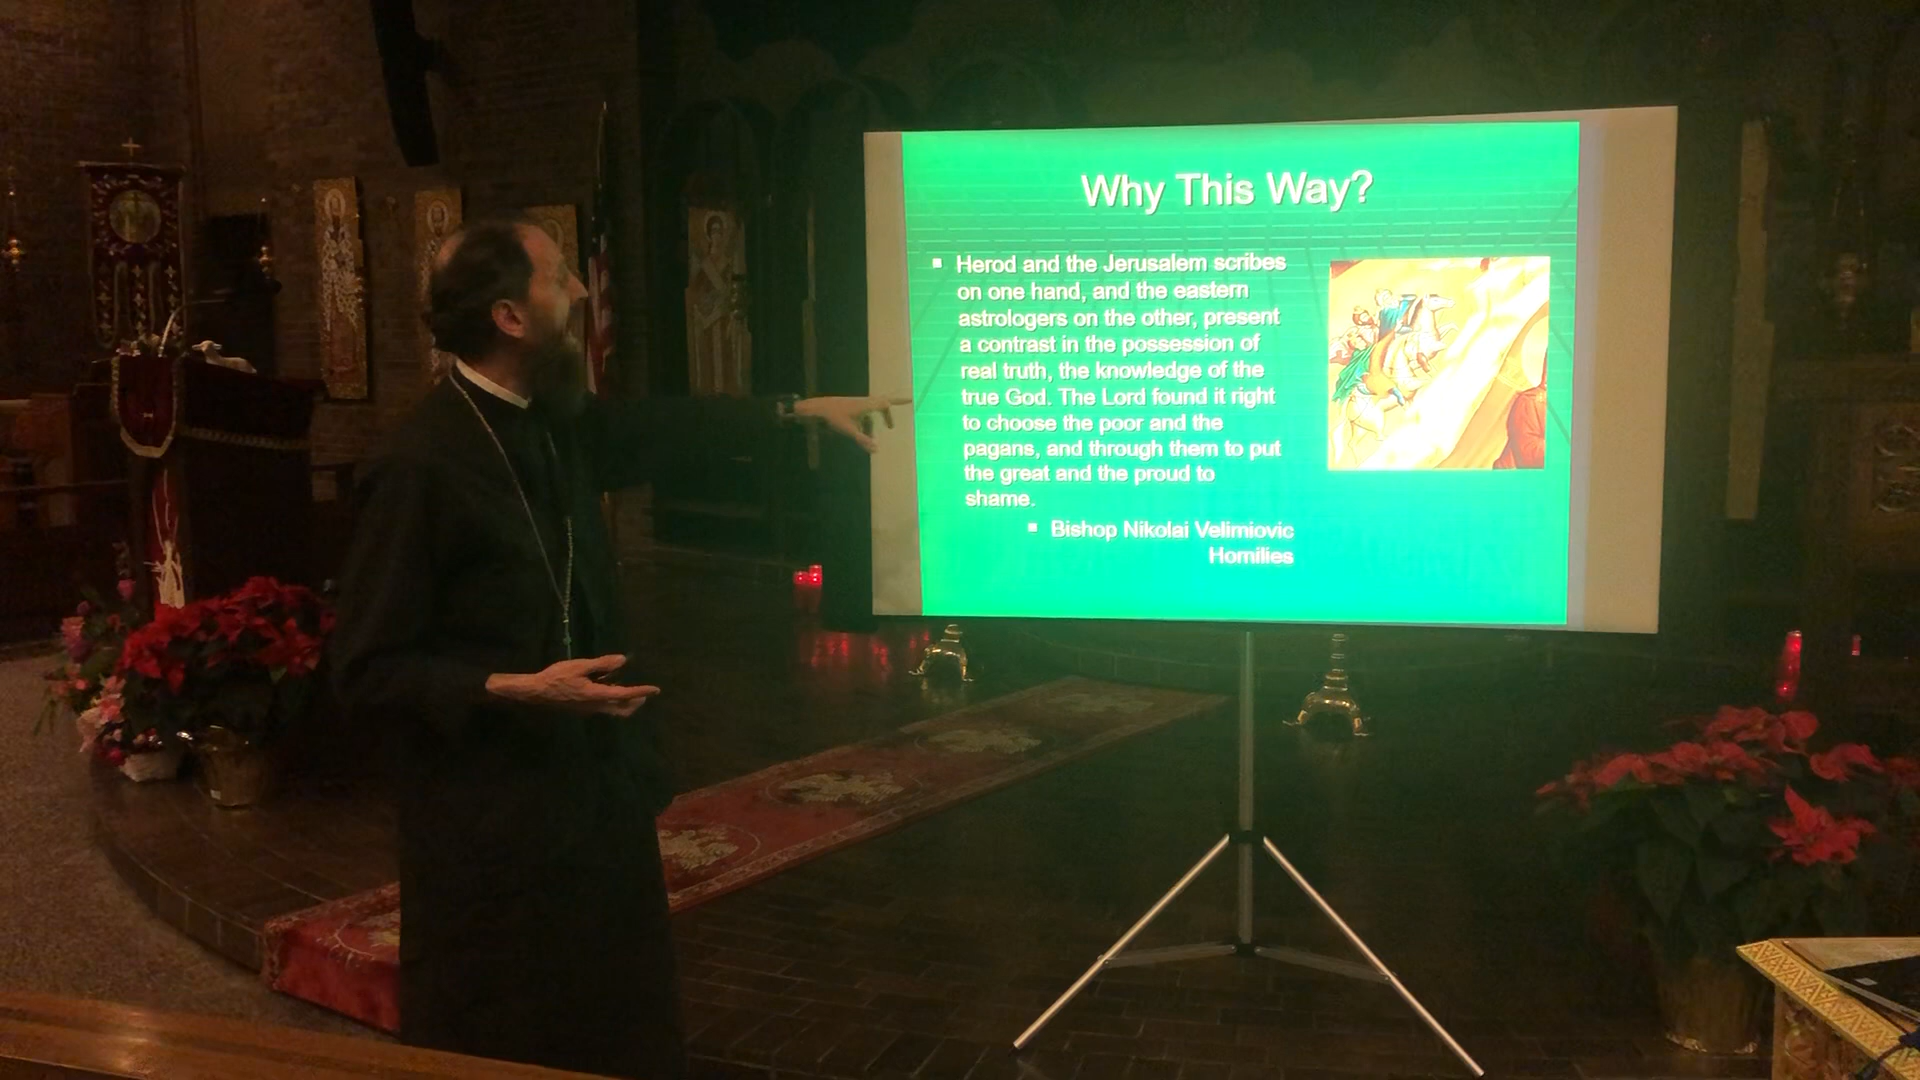 Why This Way?
Herod and the Jerusalem scribes
on one hand, and the eastern
astrologers on the other, present
a contrast in the possession of
real truth, the knowledge of the
true God. The Lord found it right
to choose the poor and the
pagans, and through them to put
the great and the proud to
shame.
Bishop Nikolai Velimiovic
Homilies